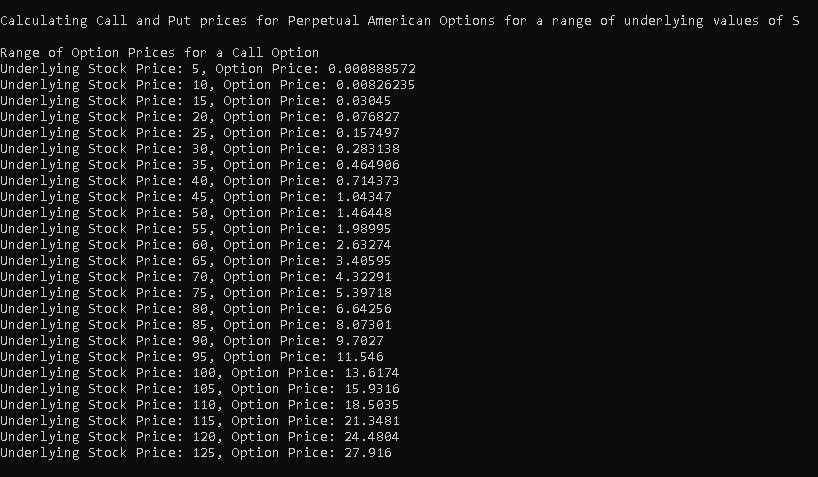 Calculating Call and Put prices for Perpetual American Options for a range of underlying values of S
Range of Option Prices for a Call Option
Underlying Stock Price: 5, Option Price: 0.000888572
Underlying Stock Price: 10, Option Price: 0.00826235
Underlying Stock Price: 15, Option Price: 0.03045
Underlying Stock Price: 20, Option Price: 0.076827
Underlying Stock Price: 25, Option Price: 0.157497
Underlying Stock Price: 30, Option Price: 0.283138
Underlying Stock Price: 35, Option Price: 0.464906
Underlying Stock Price: 40, Option Price: 0.714373
Underlying Stock Price: 45, Option Price: 1.04347
Underlying Stock Price: 50, Option Price: 1.46448
Underlying Stock Price: 55, Option Price: 1.98995
Underlying Stock Price: 60, Option Price: 2.63274
Underlying Stock Price: 65, Option Price: 3.40595
Underlying Stock Price: 70, Option Price: 4.32291
Underlying Stock Price: 75, Option Price: 5.39718
Underlying Stock Price: 80, Option Price: 6.64256
Underlying Stock Price: 85, Option Price: 8.07301
Underlying Stock Price: 90, Option Price: 9.7027
Underlying Stock Price: 95, Option Price: 11.546
Underlying Stock Price: 100, Option Price: 13.6174
Underlying Stock Price: 105, Option Price: 15.9316
Underlying Stock Price: 110, Option Price: 18.5035
Underlying Stock Price: 115, Option Price: 21.3481
Underlying Stock Price: 120, Option Price: 24.4804
Underlying Stock Price: 125, Option Price: 27.916